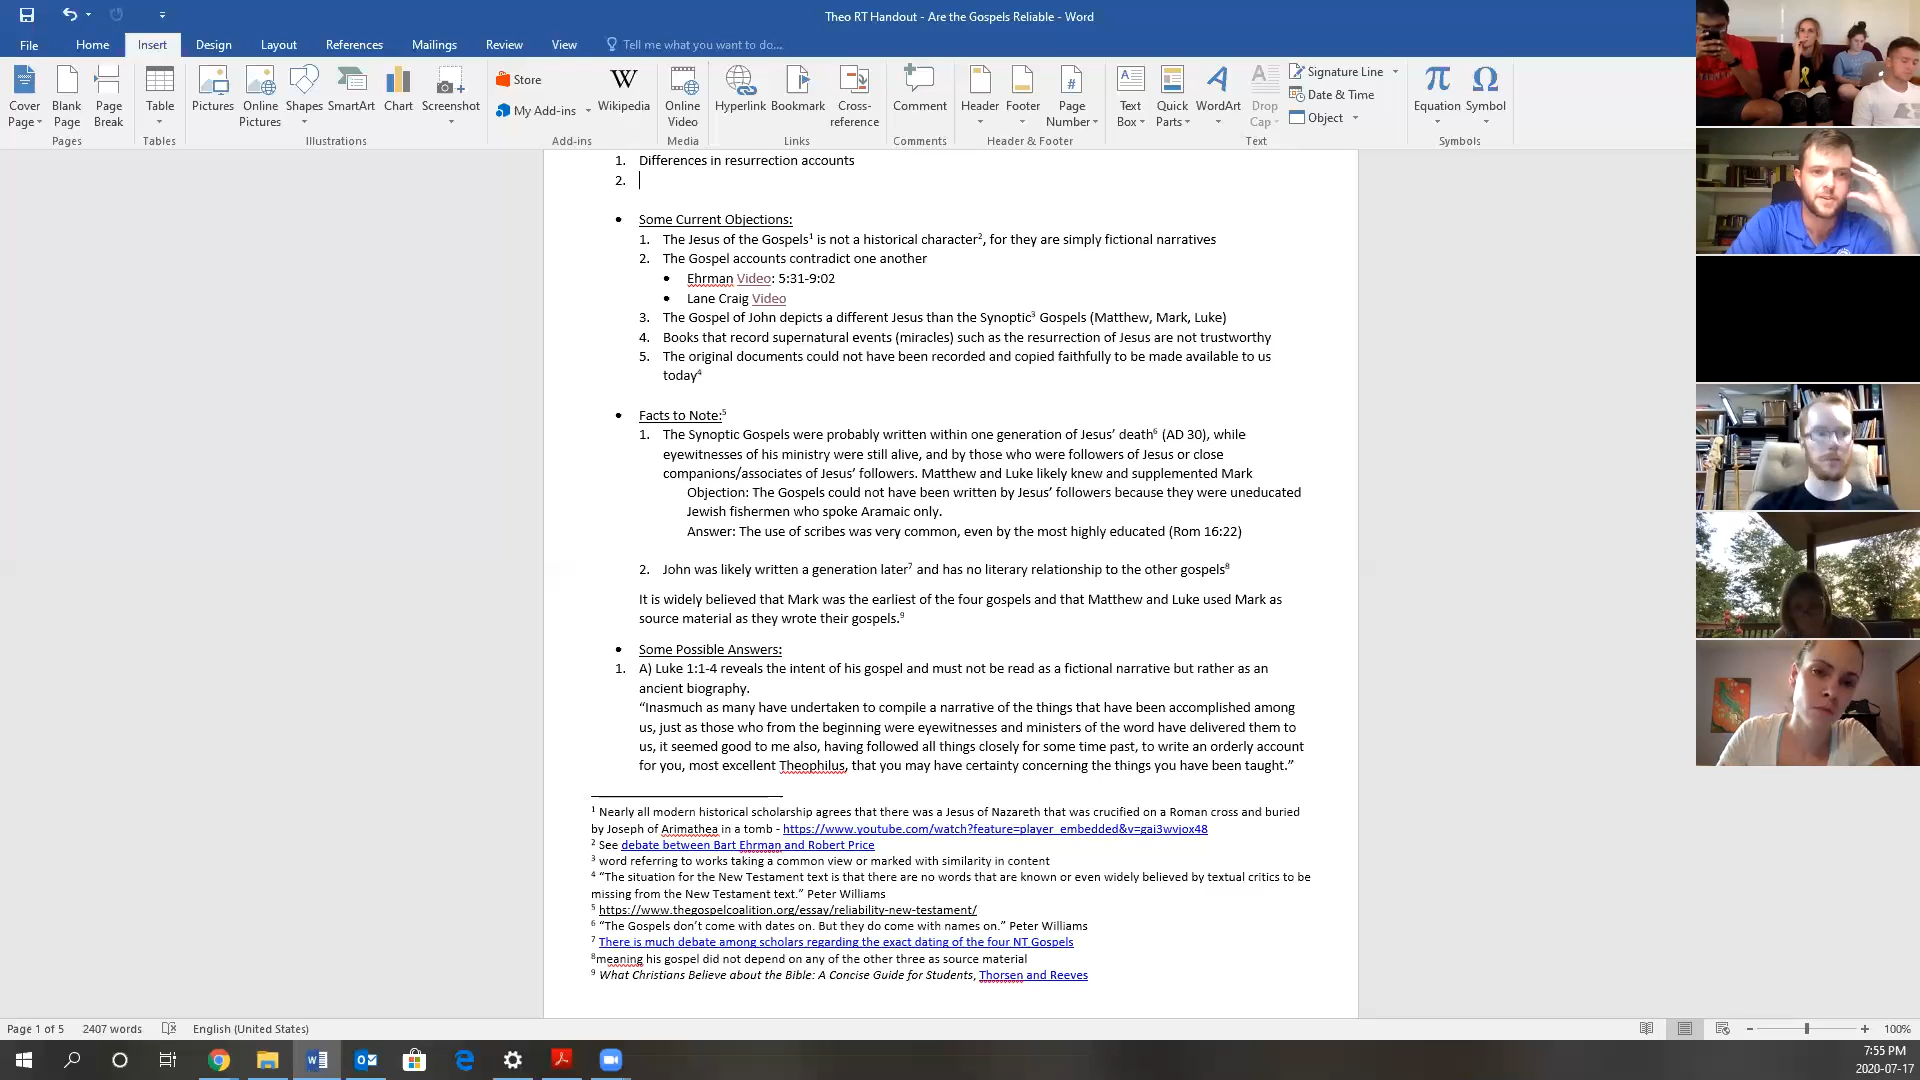 Theo RT Handout - Are the Gospels Reliable - Word
File Home Insert Design Layout References Mailings Review View Tell me what you want to do...
Cover Page
Blank Page
Page Break
Table
Pictures
Online Pictures
Shapes
SmartArt
Chart
Screenshot
Store
My Add-ins
Wikipedia
Online Video
Hyperlink
Bookmark
Cross-reference
Comment
Header
Footer
Page Number
Text Box
Quick Parts
WordArt
Drop Cap
Signature Line
Date & Time
Object
Equation
Symbol
Pages Tables Illustrations Add-ins Media Links Comments Header & Footer Text Symbols
1. Differences in resurrection accounts
2.
• Some Current Objections:
1. The Jesus of the Gospels¹ is not a historical character², for they are simply fictional narratives
2. The Gospel accounts contradict one another
• Ehrman Video: 5:31-9:02
• Lane Craig Video
3. The Gospel of John depicts a different Jesus than the Synoptic³ Gospels (Matthew, Mark, Luke)
4. Books that record supernatural events (miracles) such as the resurrection of Jesus are not trustworthy
5. The original documents could not have been recorded and copied faithfully to be made available to us
today⁴
• Facts to Note:⁵
1. The Synoptic Gospels were probably written within one generation of Jesus’ death⁶ (AD 30), while
eyewitnesses of his ministry were still alive, and by those who were followers of Jesus or close
companions/associates of Jesus’ followers. Matthew and Luke likely knew and supplemented Mark
Objection: The Gospels could not have been written by Jesus’ followers because they were uneducated
Jewish fishermen who spoke Aramaic only.
Answer: The use of scribes was very common, even by the most highly educated (Rom 16:22)
2. John was likely written a generation later⁷ and has no literary relationship to the other gospels⁸
It is widely believed that Mark was the earliest of the four gospels and that Matthew and Luke used Mark as
source material as they wrote their gospels.⁹
• Some Possible Answers:
1. A) Luke 1:1-4 reveals the intent of his gospel and must not be read as a fictional narrative but rather as an
ancient biography.
“Inasmuch as many have undertaken to compile a narrative of the things that have been accomplished among
us, just as those who from the beginning were eyewitnesses and ministers of the word have delivered them to
us, it seemed good to me also, having followed all things closely for some time past, to write an orderly account
for you, most excellent Theophilus, that you may have certainty concerning the things you have been taught.”
¹ Nearly all modern historical scholarship agrees that there was a Jesus of Nazareth that was crucified on a Roman cross and buried
by Joseph of Arimathea in a tomb - https://www.youtube.com/watch?feature=player_embedded&v=gai3wvjox48
² See debate between Bart Ehrman and Robert Price
³ word referring to works taking a common view or marked with similarity in content
⁴ “The situation for the New Testament text is that there are no words that are known or even widely believed by textual critics to be
missing from the New Testament text.” Peter Williams
⁵ https://www.thegospelcoalition.org/essay/reliability-new-testament/
⁶ “The Gospels don’t come with dates on. But they do come with names on.” Peter Williams
⁷ There is much debate among scholars regarding the exact dating of the four NT Gospels
⁸meaning his gospel did not depend on any of the other three as source material
⁹ What Christians Believe about the Bible: A Concise Guide for Students, Thorsen and Reeves
Page 1 of 5 2407 words English (United States) 100%
7:55 PM
2020-07-17